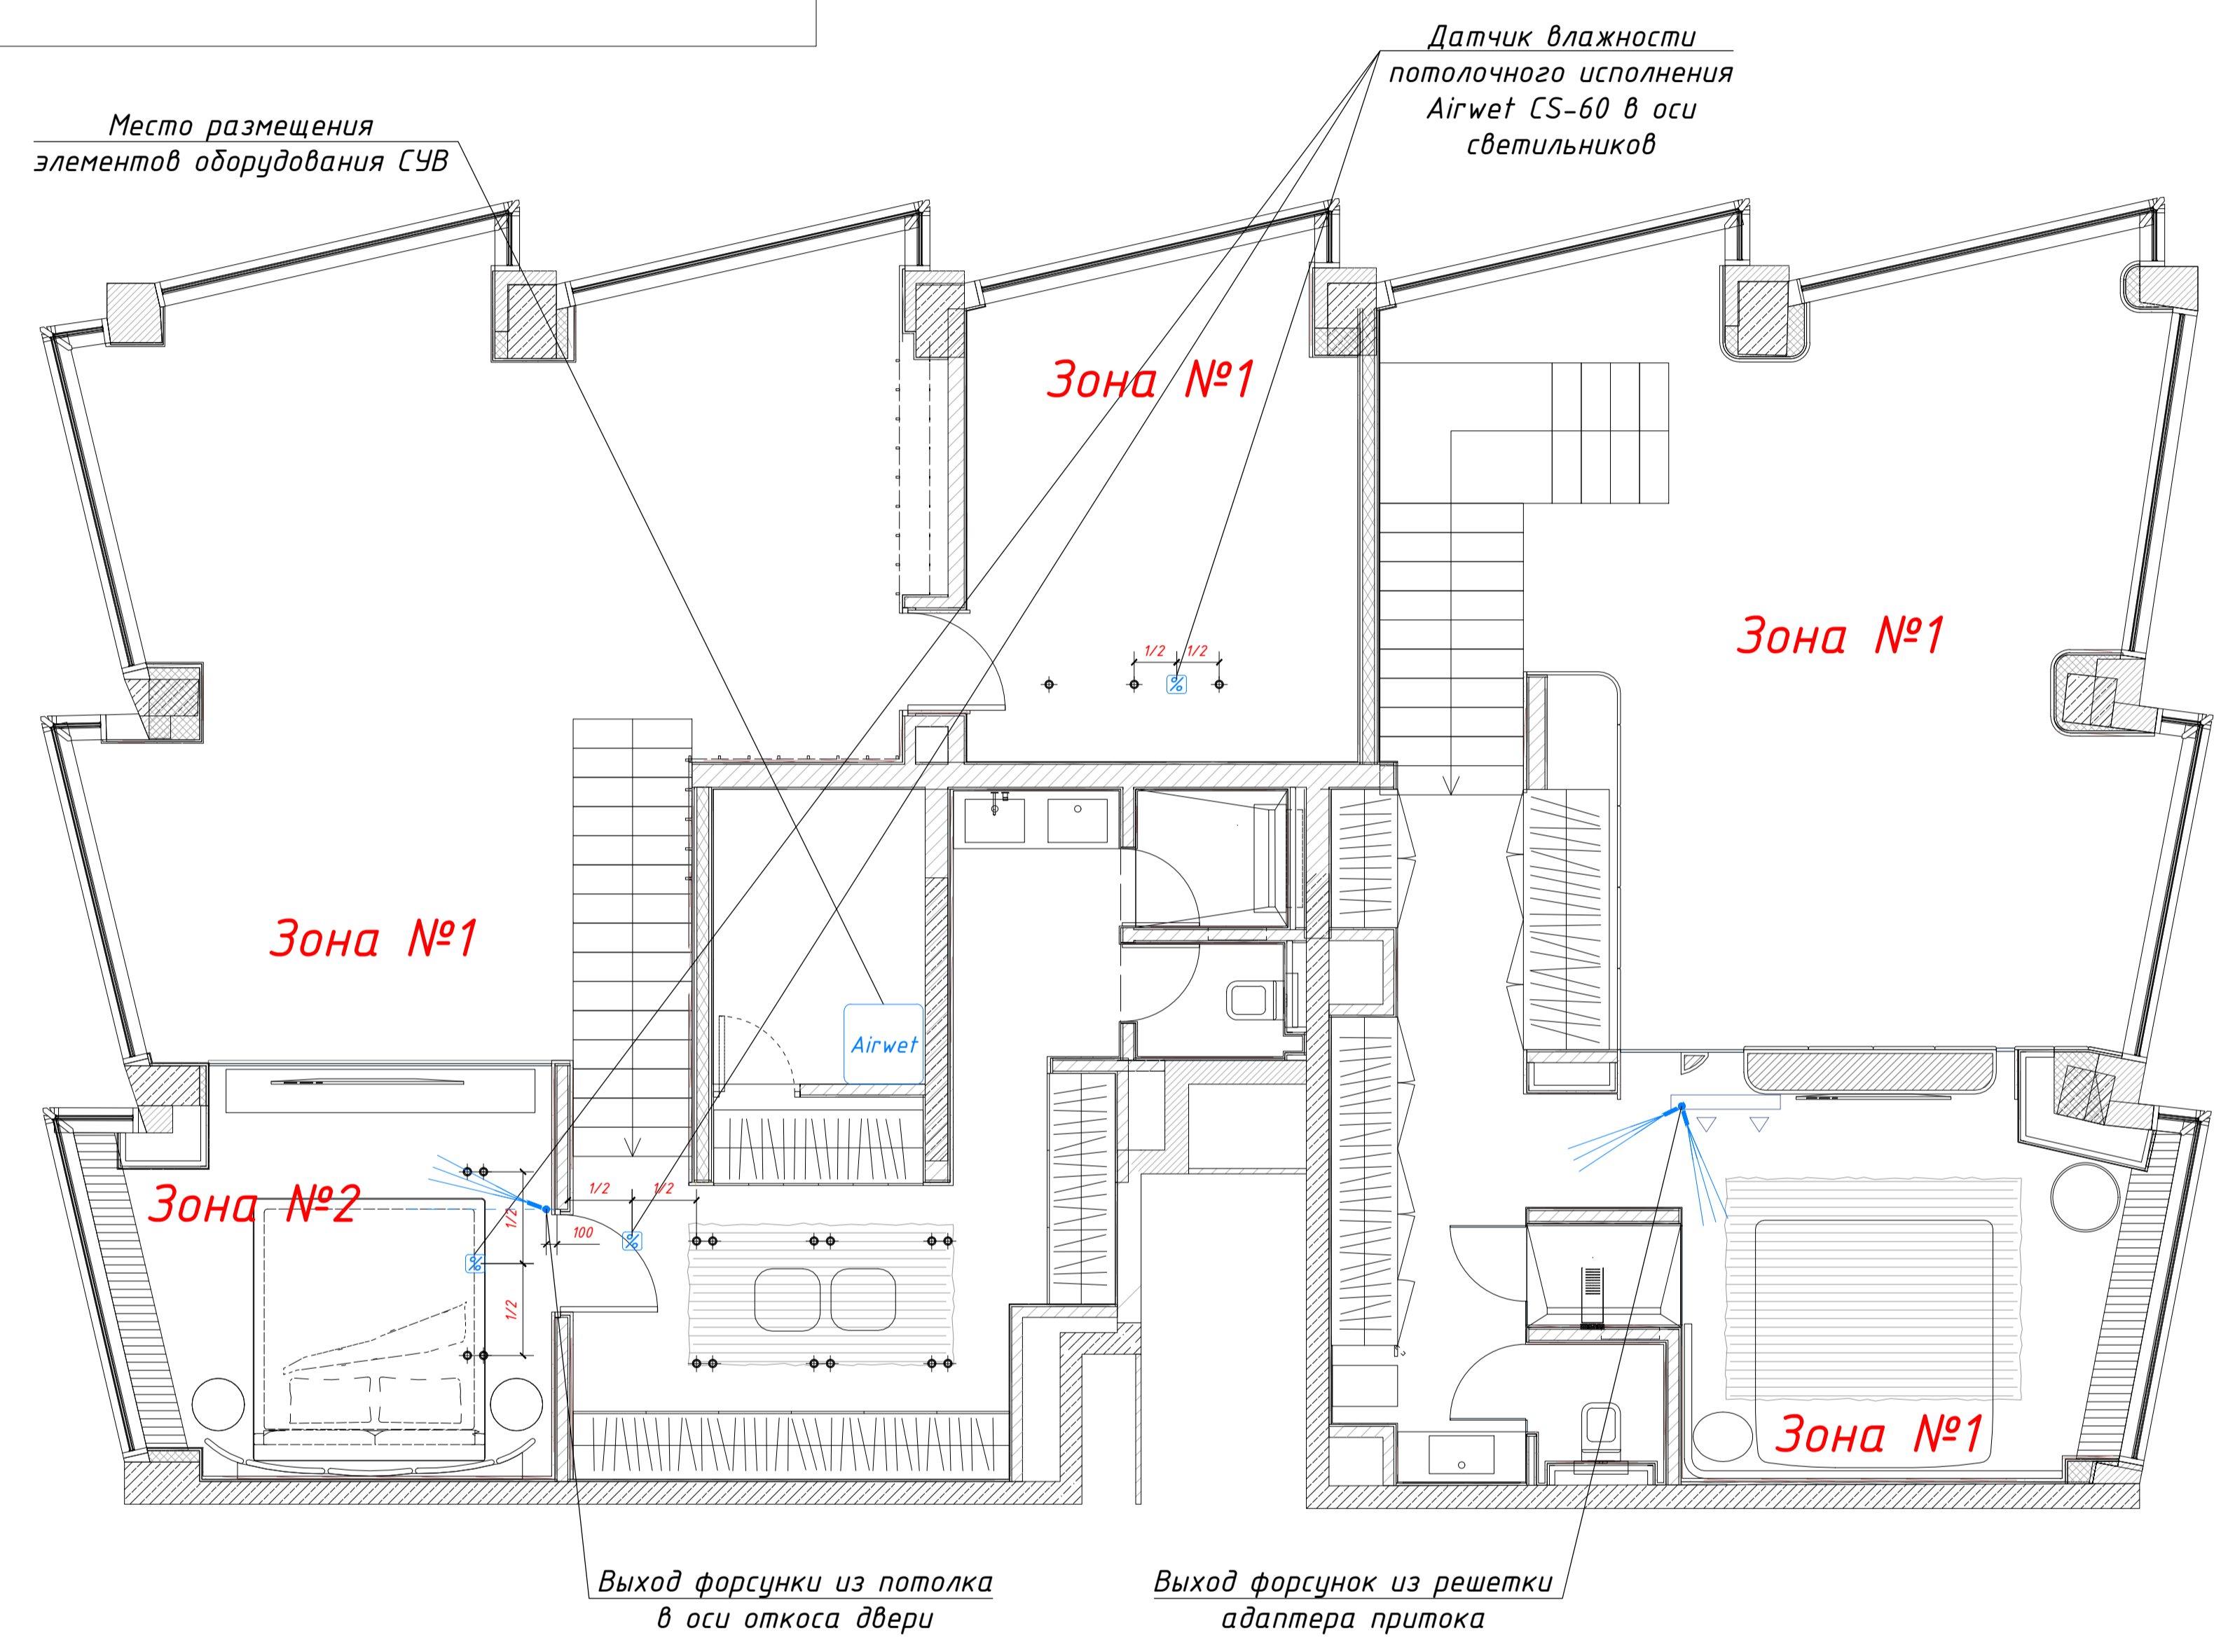 Датчик влажности
потолочного исполнения
Airwet CS-60 в оси
светильников
Место размещения
элементов оборудования СУВ
Зона №1
Зона №1
1/2 1/2
%
Зона №1
Airwet
Зона №2
1/2 1/2
1/2
100
%
%
1/2
Зона №1
Выход форсунки из потолка
в оси откоса двери
Выход форсунок из решетки
адаптера притока